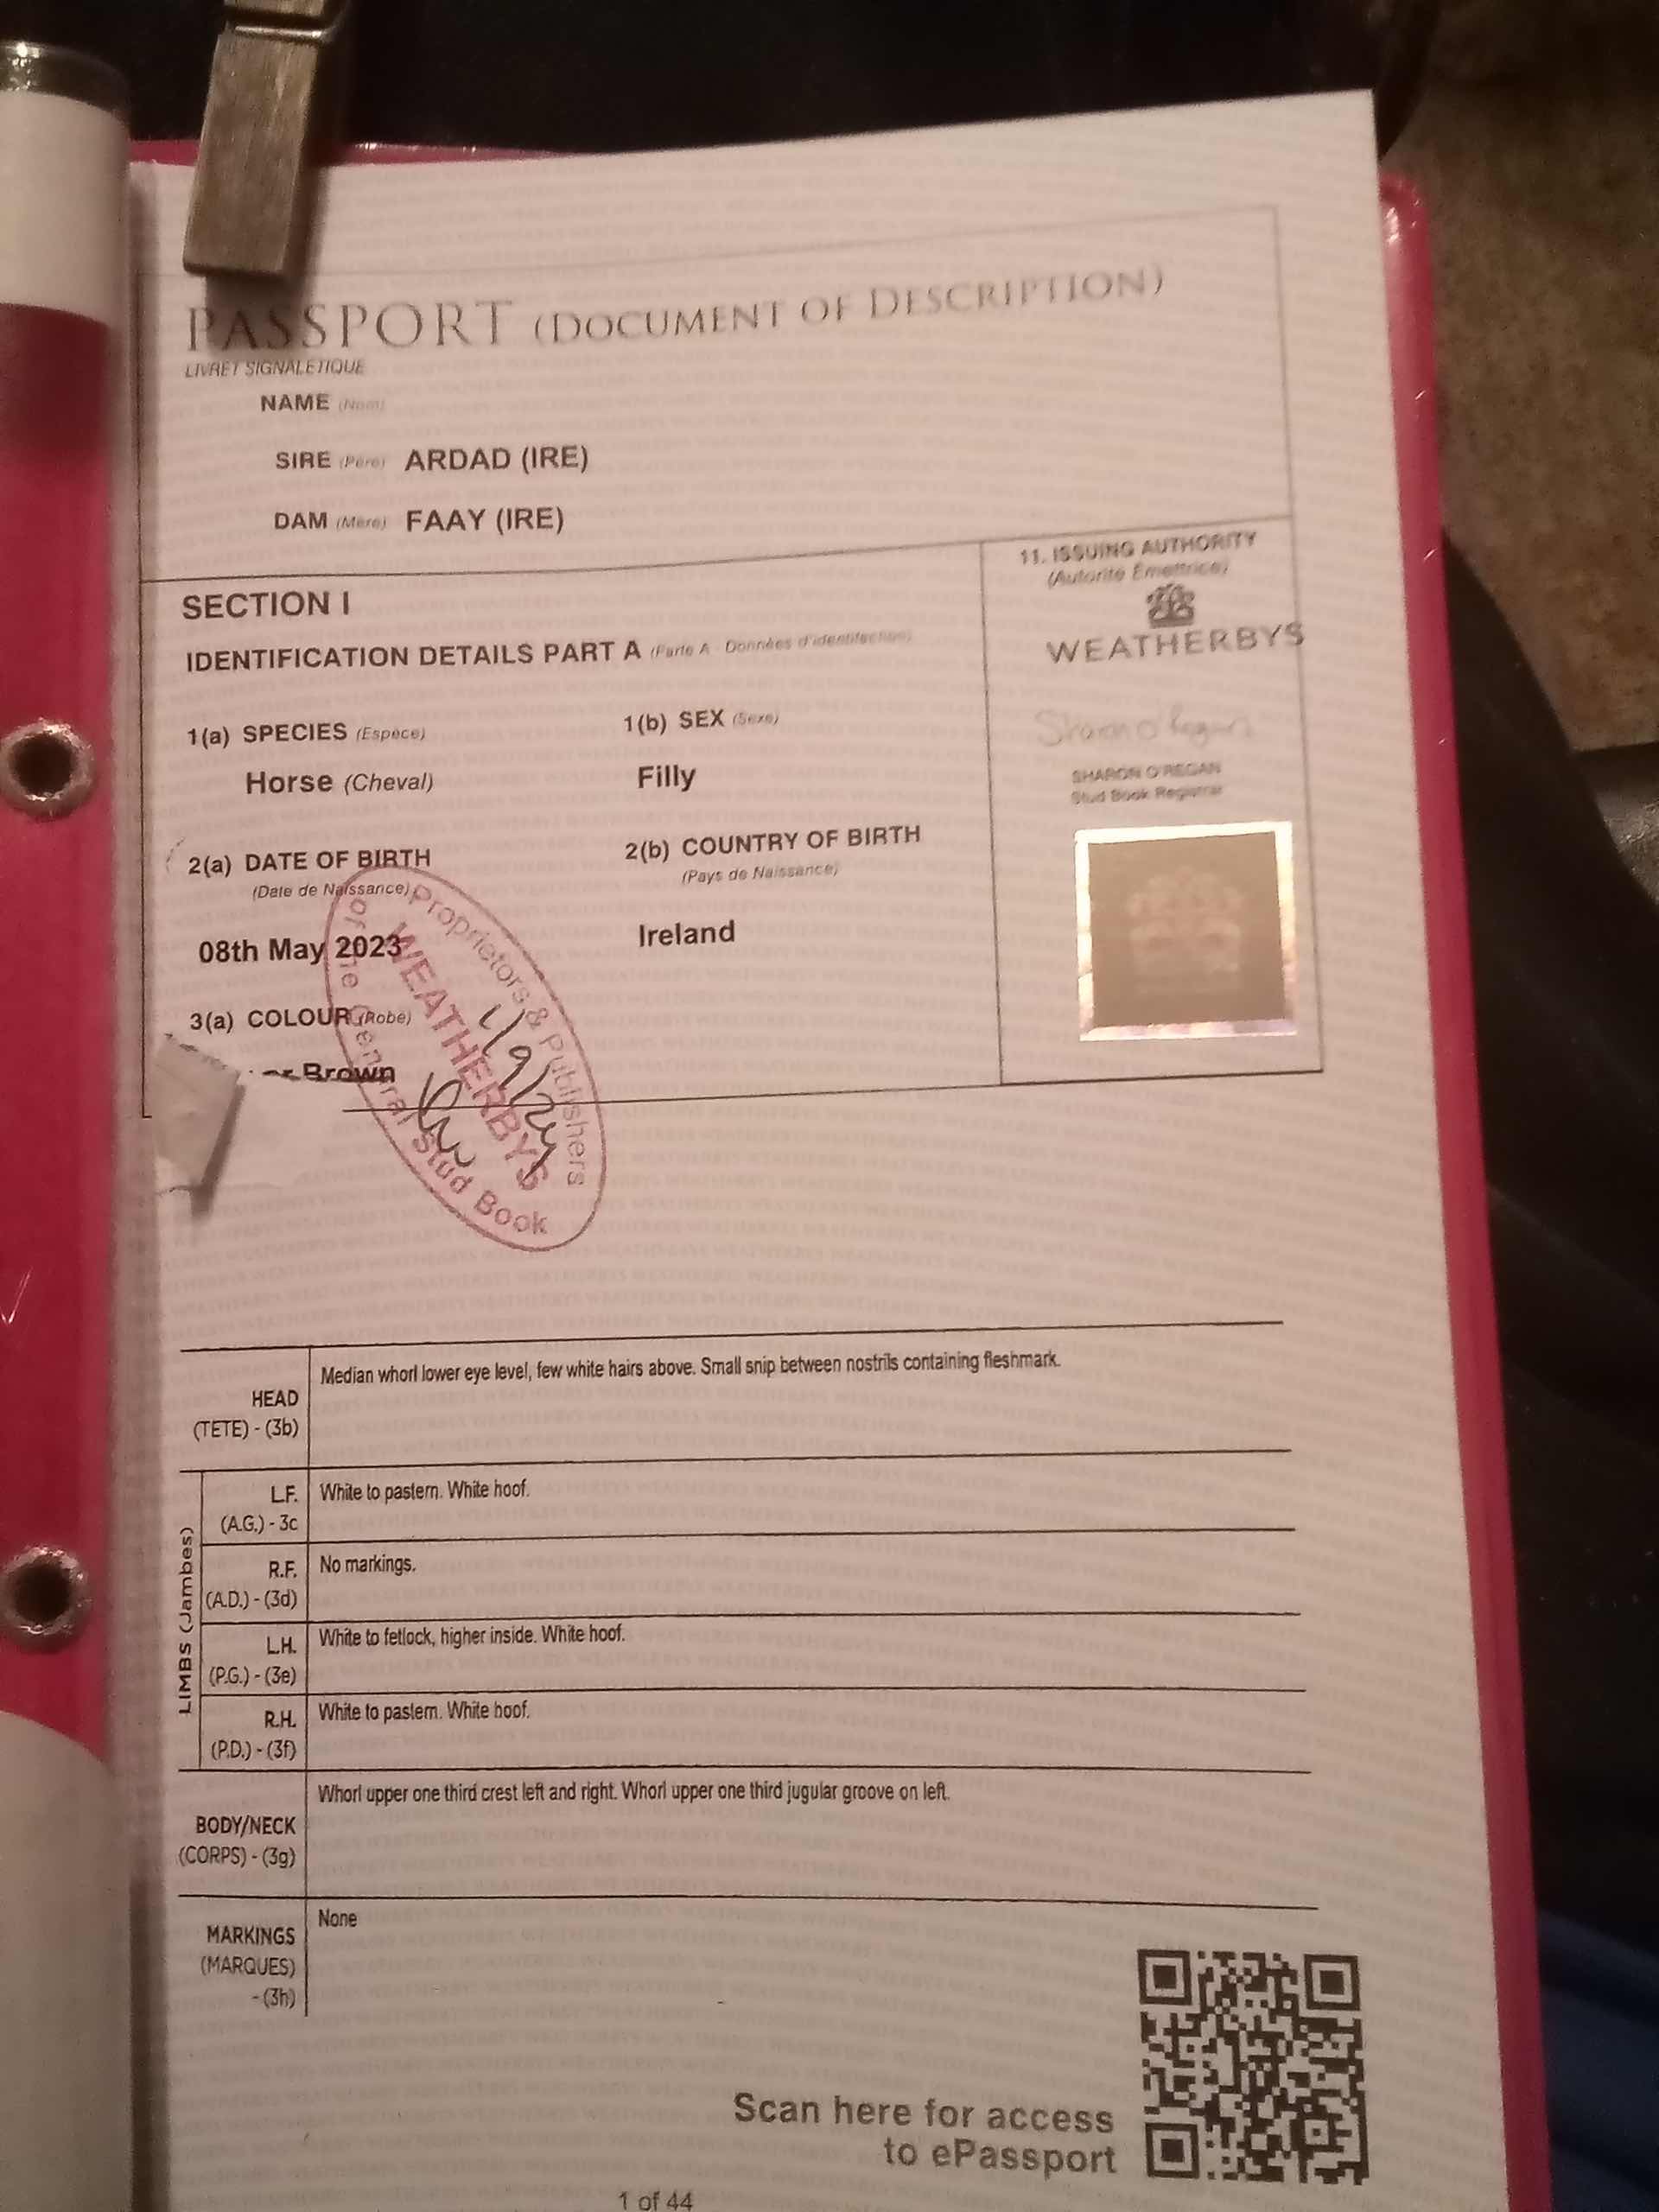 PASSPORT (DOCUMENT OF DESCRIPTION)
LIVRET SIGNALETIQUE
NAME (Nom)
SIRE (Pere) ARDAD (IRE)
DAM (Mere) FAAY (IRE)
11. ISSUING AUTHORITY
(Autorité Emettrice)
WEATHERBYS
Sharon O'Regan
SHARON O'REGAN
Stud Book Registrar
SECTION I
IDENTIFICATION DETAILS PART A (Partie A Données d'identifection)
1(a) SPECIES (Espéce)
1(b) SEX (Sexe)
Horse (Cheval)
Filly
2(a) DATE OF BIRTH
(Date de Naissance)
2(b) COUNTRY OF BIRTH
(Pays de Naissance)
08th May 2023
Ireland
3(a) COLOUR (Robe)
or Brown
Proprietors & Publishers
WEATHERBYS
of the General Stud Book
HEAD
(TETE) - (3b)
Median whorl lower eye level, few white hairs above. Small snip between nostrils containing fleshmark.
LIMBS (Jambes)
L.F.
(A.G.) - 3c
White to pastern. White hoof.
R.F.
(A.D.) - (3d)
No markings.
L.H.
(P.G.) - (3e)
White to fetlock, higher inside. White hoof.
R.H.
(P.D.) - (3f)
White to pastern. White hoof.
BODY/NECK
(CORPS) - (3g)
Whorl upper one third crest left and right. Whorl upper one third jugular groove on left.
MARKINGS
(MARQUES)
- (3h)
None
Scan here for access
to ePassport
1 of 44